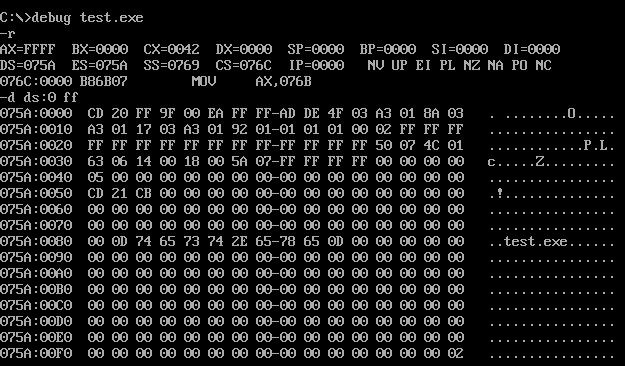 C:\>debug test.exe
-r
AX=FFFF  BX=0000  CX=0042  DX=0000  SP=0000  BP=0000  SI=0000  DI=0000
DS=075A  ES=075A  SS=0769  CS=076C  IP=0000   NV UP EI PL NZ NA PO NC
076C:0000 B86B07        MOV     AX,076B
-d ds:0 ff
075A:0000  CD 20 FF 9F 00 EA FF FF-AD DE 4F 03 A3 01 8A 03   . ........O.....
075A:0010  A3 01 17 03 A3 01 92 01-01 01 01 00 02 FF FF FF   ................
075A:0020  FF FF FF FF FF FF FF FF-FF FF FF FF 50 07 4C 01   ............P.L.
075A:0030  63 06 14 00 18 00 5A 07-FF FF FF FF 00 00 00 00   c.....Z.........
075A:0040  05 00 00 00 00 00 00 00-00 00 00 00 00 00 00 00   ................
075A:0050  CD 21 CB 00 00 00 00 00-00 00 00 00 00 00 00 00   .!..............
075A:0060  00 00 00 00 00 00 00 00-00 00 00 00 00 00 00 00   ................
075A:0070  00 00 00 00 00 00 00 00-00 00 00 00 00 00 00 00   ................
075A:0080  00 0D 74 65 73 74 2E 65-78 65 0D 00 00 00 00 00   ..test.exe......
075A:0090  00 00 00 00 00 00 00 00-00 00 00 00 00 00 00 00   ................
075A:00A0  00 00 00 00 00 00 00 00-00 00 00 00 00 00 00 00   ................
075A:00B0  00 00 00 00 00 00 00 00-00 00 00 00 00 00 00 00   ................
075A:00C0  00 00 00 00 00 00 00 00-00 00 00 00 00 00 00 00   ................
075A:00D0  00 00 00 00 00 00 00 00-00 00 00 00 00 00 00 00   ................
075A:00E0  00 00 00 00 00 00 00 00-00 00 00 00 00 00 00 00   ................
075A:00F0  00 00 00 00 00 00 00 00-00 00 00 00 00 00 00 02   ................